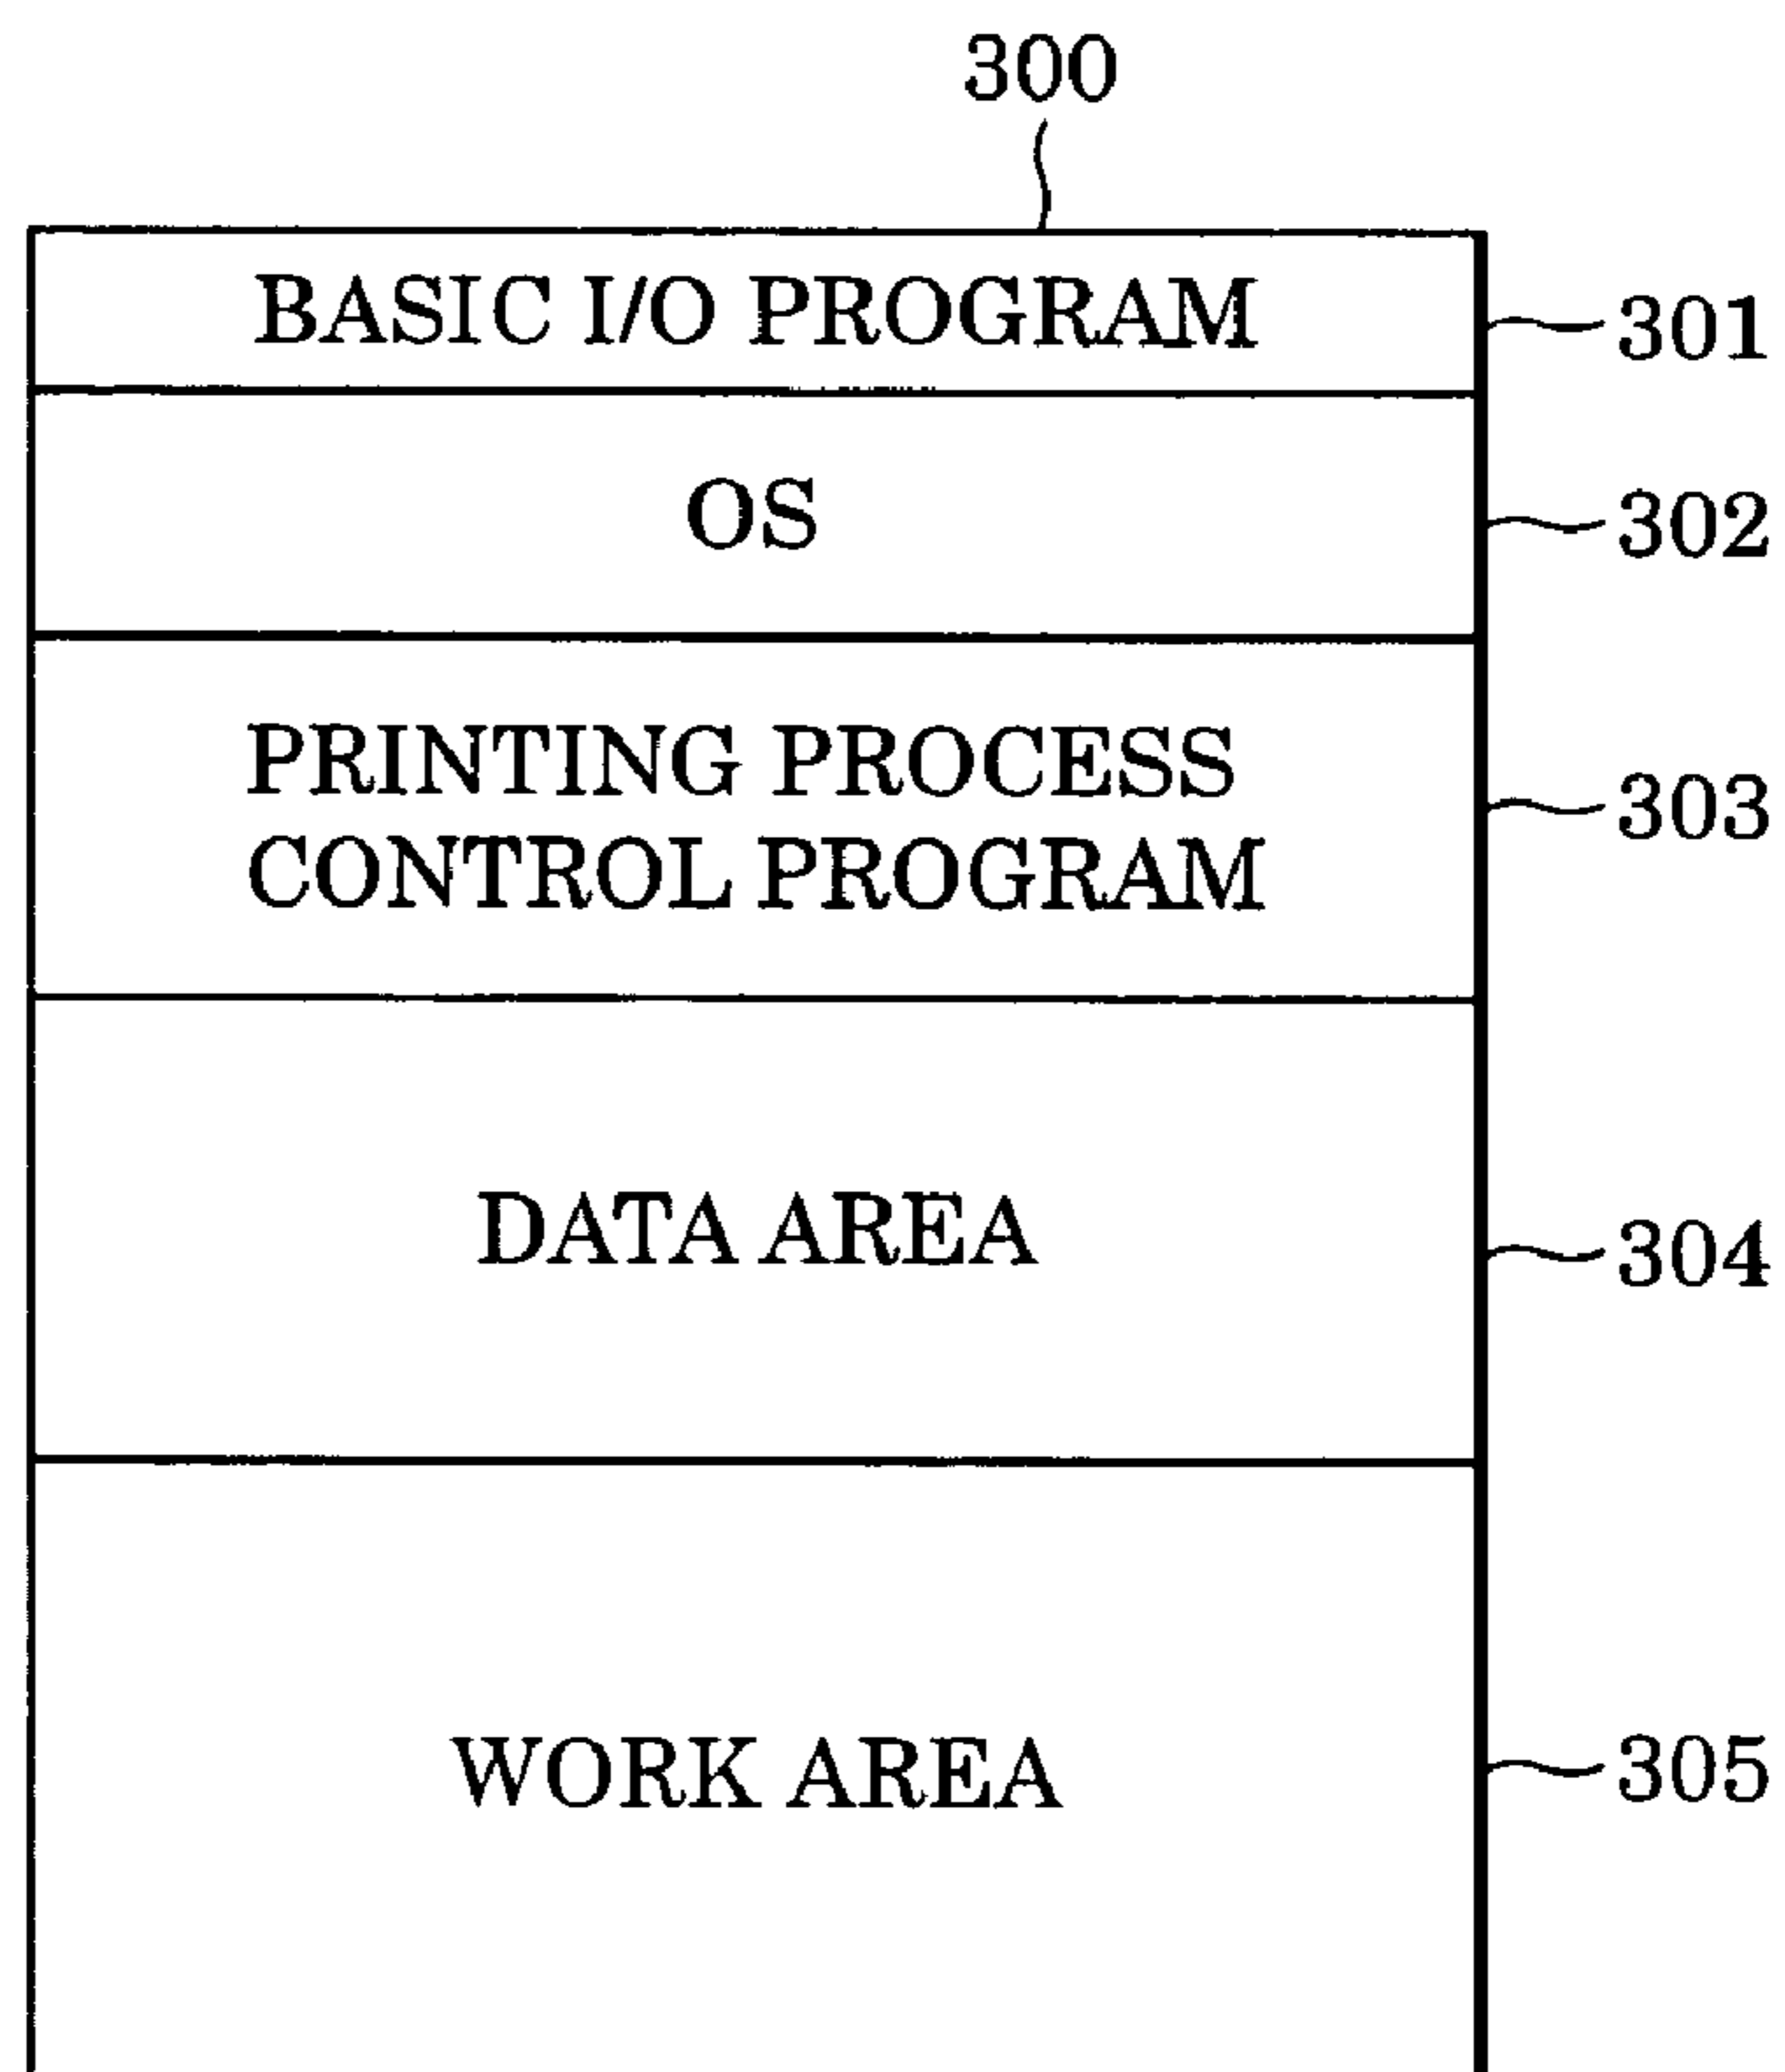 300
BASIC I/O PROGRAM
301
OS
302
PRINTING PROCESS
CONTROL PROGRAM
303
DATA AREA
304
WORK AREA
305